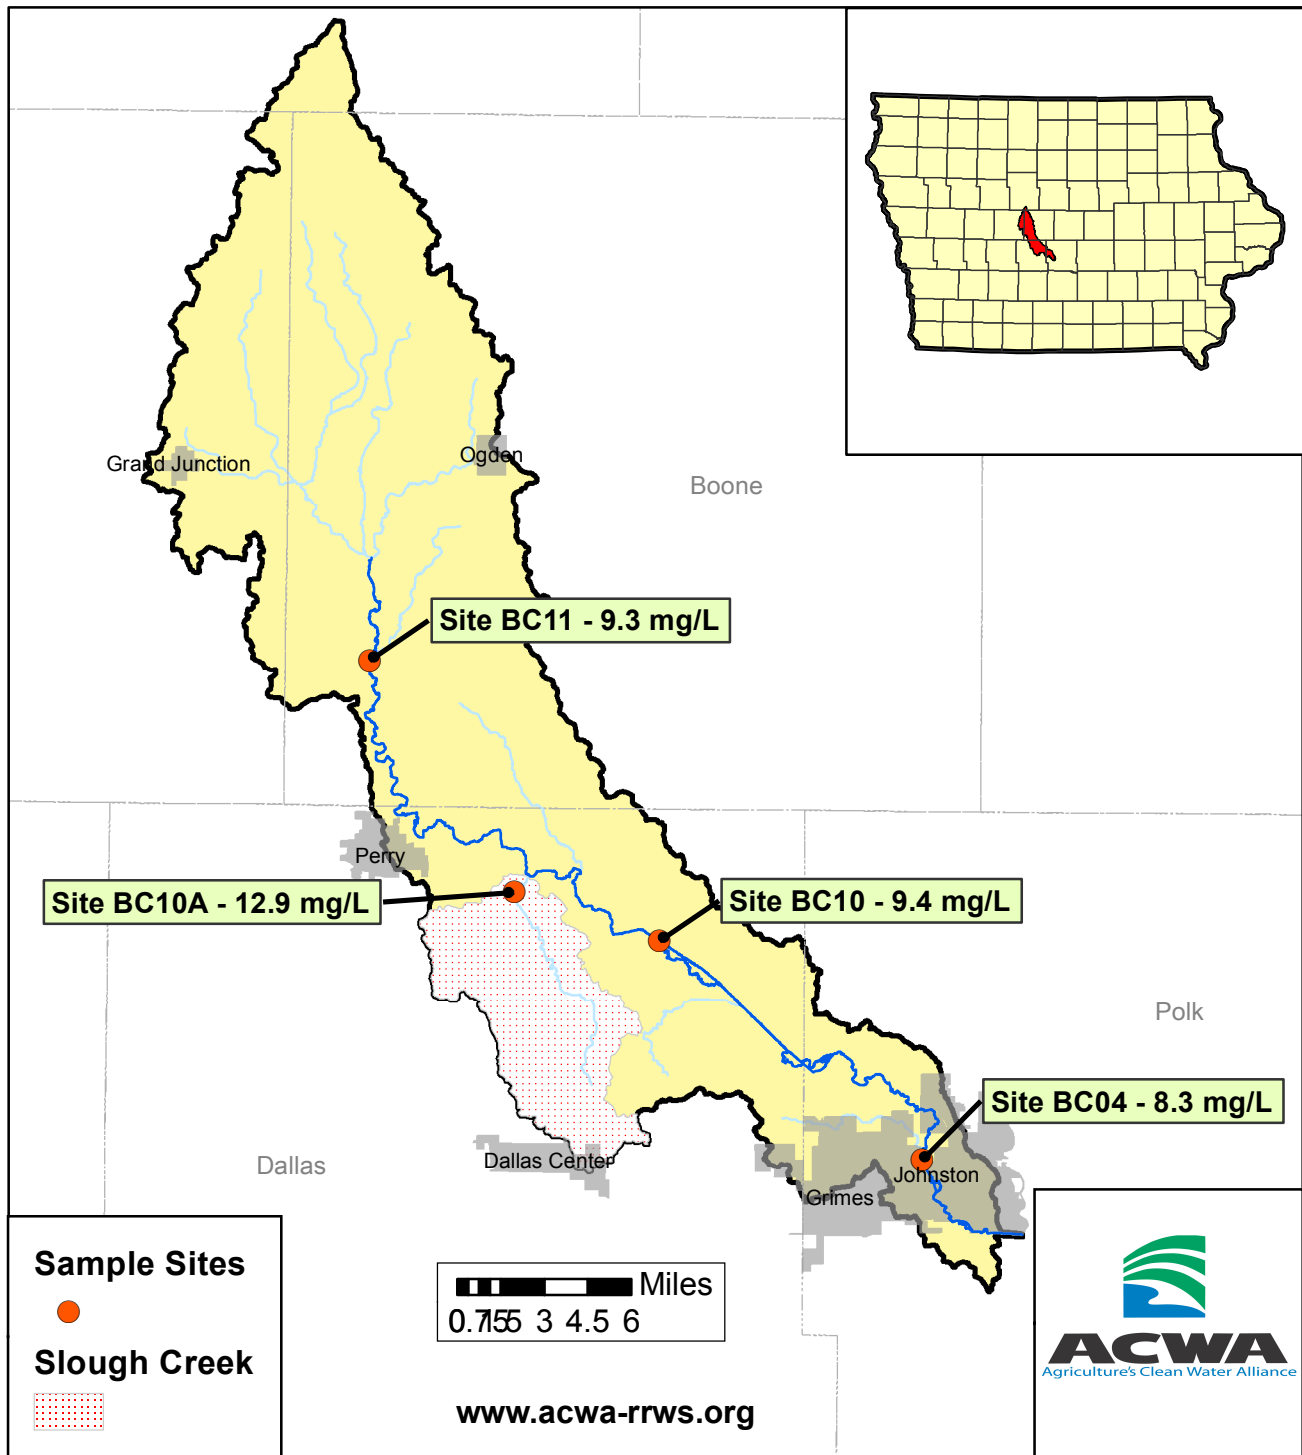 Grand Junction
Ogden
Boone
Site BC11 - 9.3 mg/L
Perry
Site BC10A - 12.9 mg/L
Site BC10 - 9.4 mg/L
Polk
Site BC04 - 8.3 mg/L
Dallas
Dallas Center
Johnston
Grimes
Sample Sites
Slough Creek
Miles
3 4.5 6
www.acwa-rrws.org
ACWA
Agriculture's Clean Water Alliance